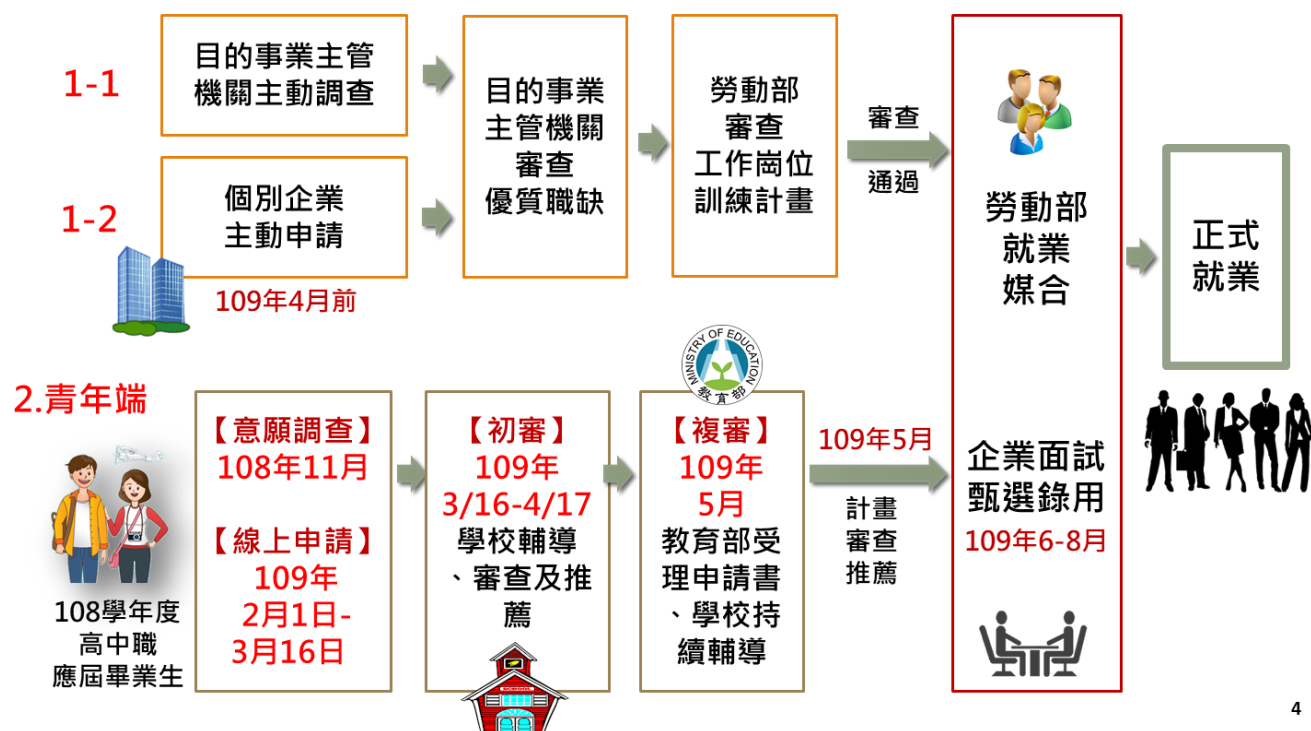 1-1
目的事業主管
機關主動調查
1-2
個別企業
主動申請
109年4月前
目的事業
主管機關
審查
優質職缺
勞動部
審查
工作崗位
訓練計畫
審查
通過
勞動部
就業
媒合
企業面試
甄選錄用
109年6-8月
正式
就業
2.青年端
108學年度
高中職
應屆畢業生
【意願調查】
108年11月
【線上申請】
109年
2月1日-
3月16日
【初審】
109年
3/16-4/17
學校輔導
、審查及推
薦
SCHOOL
MINISTRY OF EDUCATION
教育部
【複審】
109年
5月
教育部受
理申請書
、學校持
續輔導
109年5月
計畫
審查
推薦
4